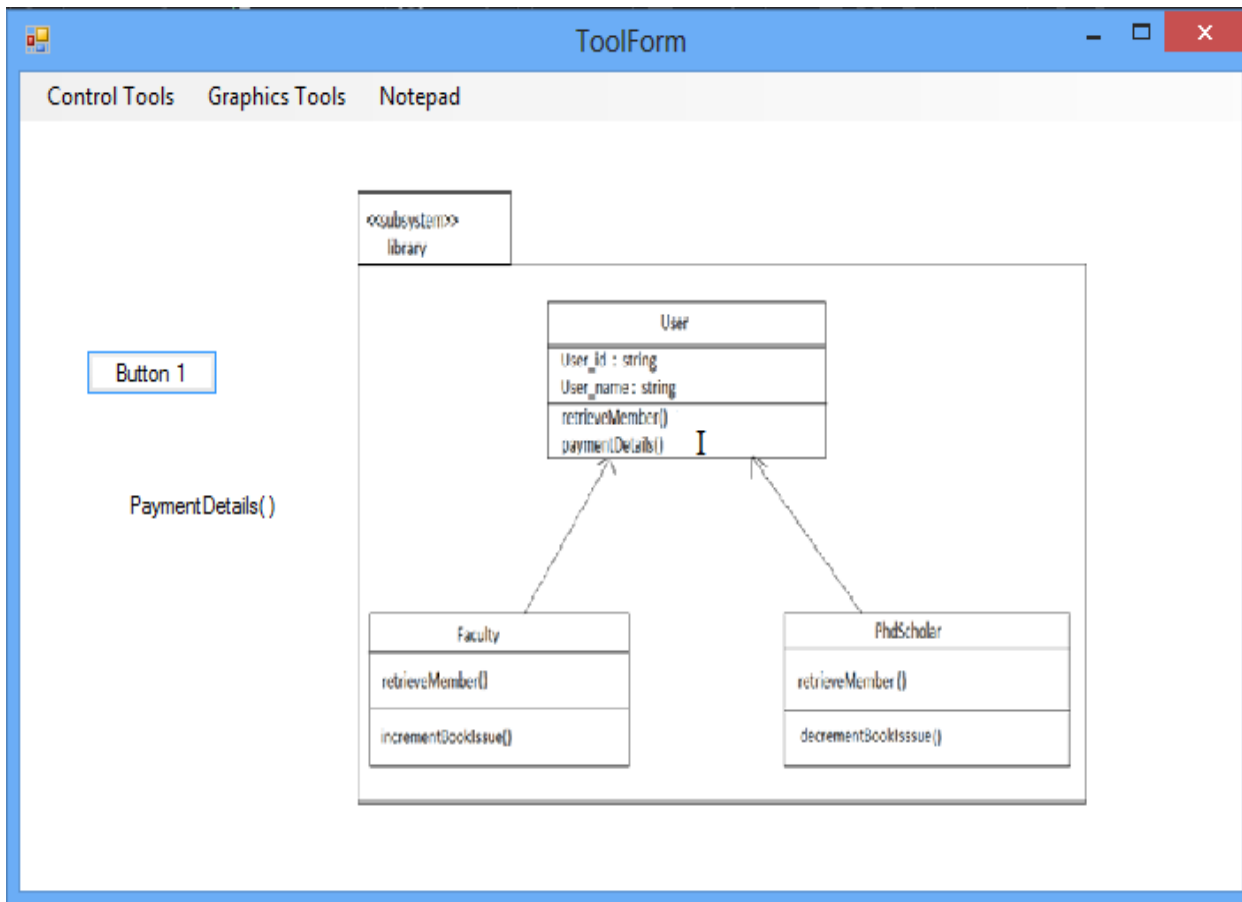 ToolForm
Control Tools Graphics Tools Notepad
<<subsystem>>
library
User
User_id : string
User_name : string
retrieveMember()
paymentDetails()
Button 1
PaymentDetails( )
Faculty
retrieveMember()
incrementBookIssue()
PhdScholar
retrieveMember ()
decrementBookIsssue()